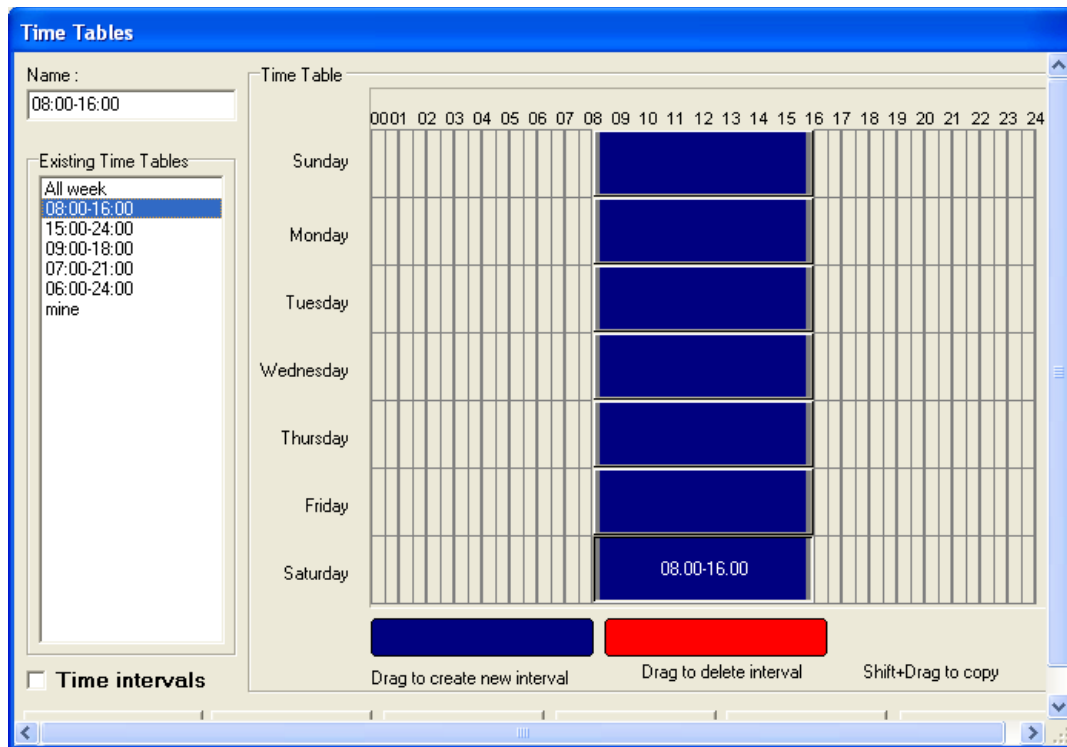 Time Tables
Name :
08:00-16:00
Existing Time Tables
All week
08:00-16:00
15:00-24:00
09:00-18:00
07:00-21:00
06:00-24:00
mine
Time intervals
Time Table
0001 02 03 04 05 06 07 08 09 10 11 12 13 14 15 16 17 18 19 20 21 22 23 24
Sunday
Monday
Tuesday
Wednesday
Thursday
Friday
Saturday
08.00-16.00
Drag to create new interval
Drag to delete interval
Shift+Drag to copy